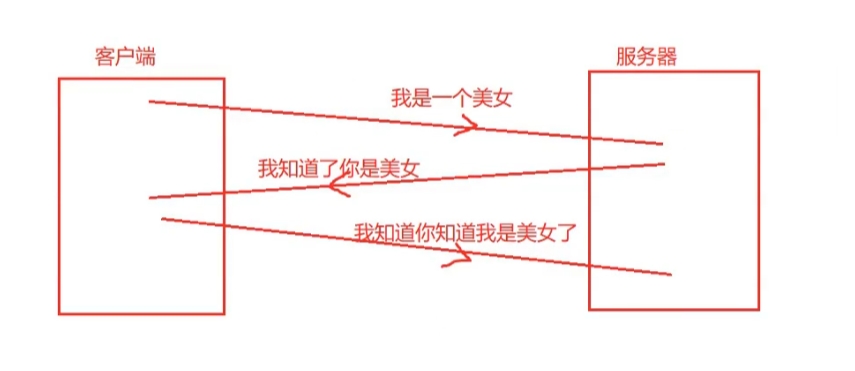 客户端
服务器
我是一个美女
我知道了你是美女
我知道你知道我是美女了